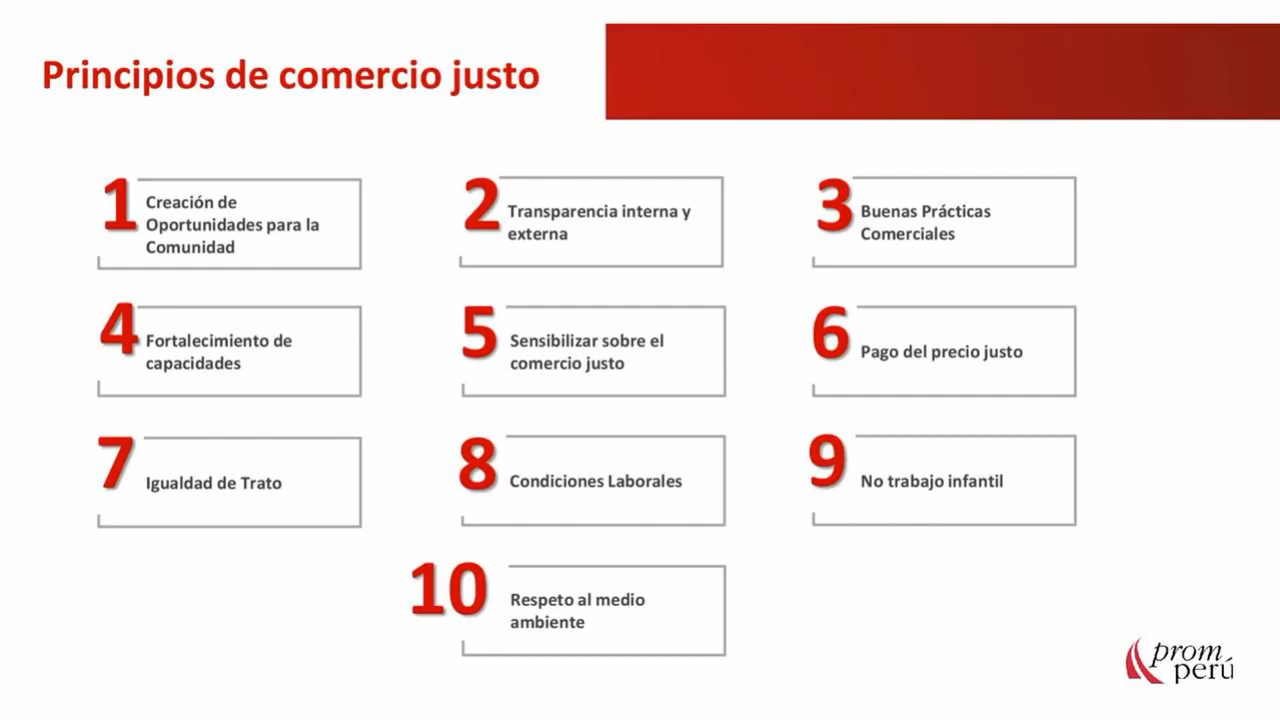 Principios de comercio justo
1
Creación de
Oportunidades para la
Comunidad
2
Transparencia interna y
externa
3
Buenas Prácticas
Comerciales
4
Fortalecimiento de
capacidades
5
Sensibilizar sobre el
comercio justo
6
Pago del precio justo
7
Igualdad de Trato
8
Condiciones Laborales
9
No trabajo infantil
10
Respeto al medio
ambiente
prom
perú